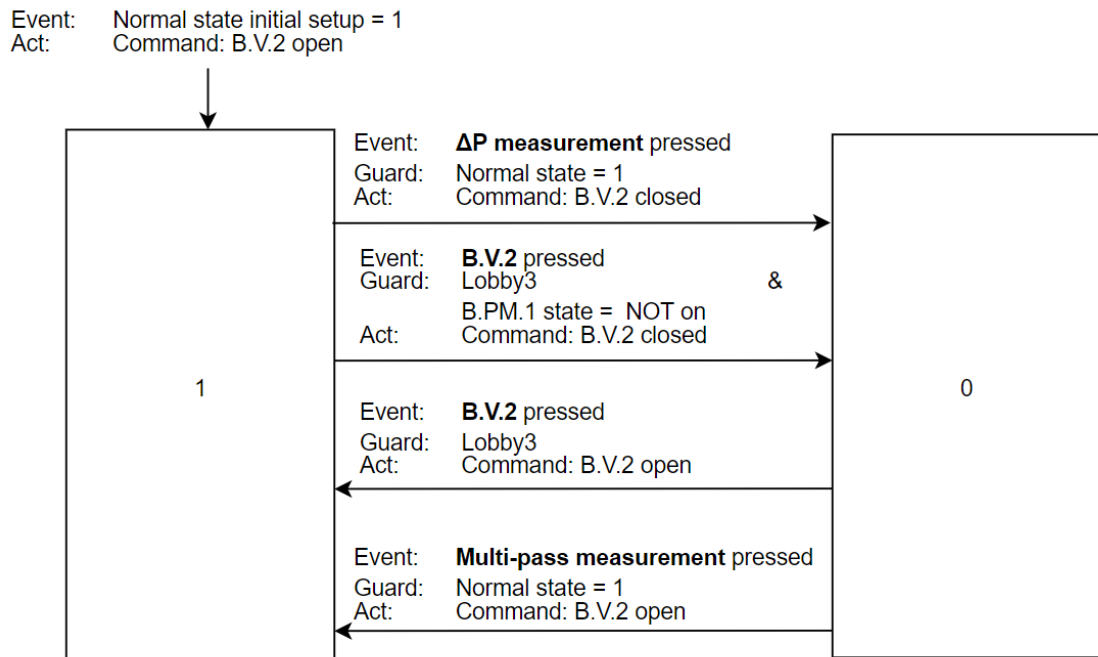 Event: Normal state initial setup = 1
Act: Command: B.V.2 open
Event: ΔP measurement pressed
Guard: Normal state = 1
Act: Command: B.V.2 closed
Event: B.V.2 pressed
Guard: Lobby3 &
B.PM.1 state = NOT on
Act: Command: B.V.2 closed
1
0
Event: B.V.2 pressed
Guard: Lobby3
Act: Command: B.V.2 open
Event: Multi-pass measurement pressed
Guard: Normal state = 1
Act: Command: B.V.2 open